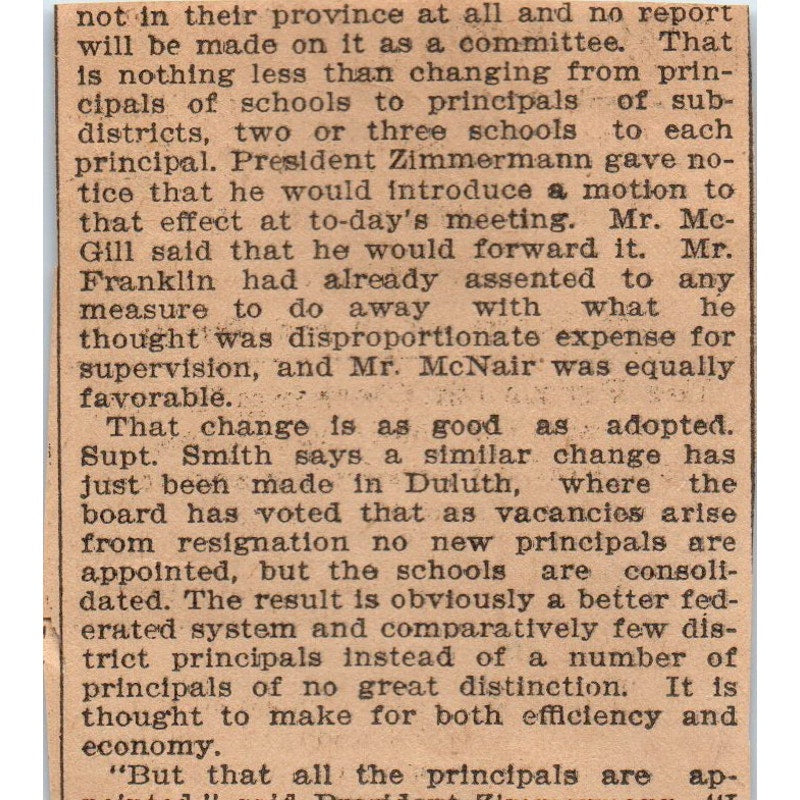 not in their province at all and no report
will be made on it as a committee. That
is nothing less than changing from prin-
cipals of schools to principals of sub-
districts, two or three schools to each
principal. President Zimmermann gave no-
tice that he would introduce a motion to
that effect at to-day's meeting. Mr. Mc-
Gill said that he would forward it. Mr.
Franklin had already assented to any
measure to do away with what he
thought was disproportionate expense for
supervision, and Mr. McNair was equally
favorable.
That change is as good as adopted.
Supt. Smith says a similar change has
just been made in Duluth, where the
board has voted that as vacancies arise
from resignation no new principals are
appointed, but the schools are consoli-
dated. The result is obviously a better fed-
erated system and comparatively few dis-
trict principals instead of a number of
principals of no great distinction. It is
thought to make for both efficiency and
economy.
"But that all the principals are ap-
pointed," said President